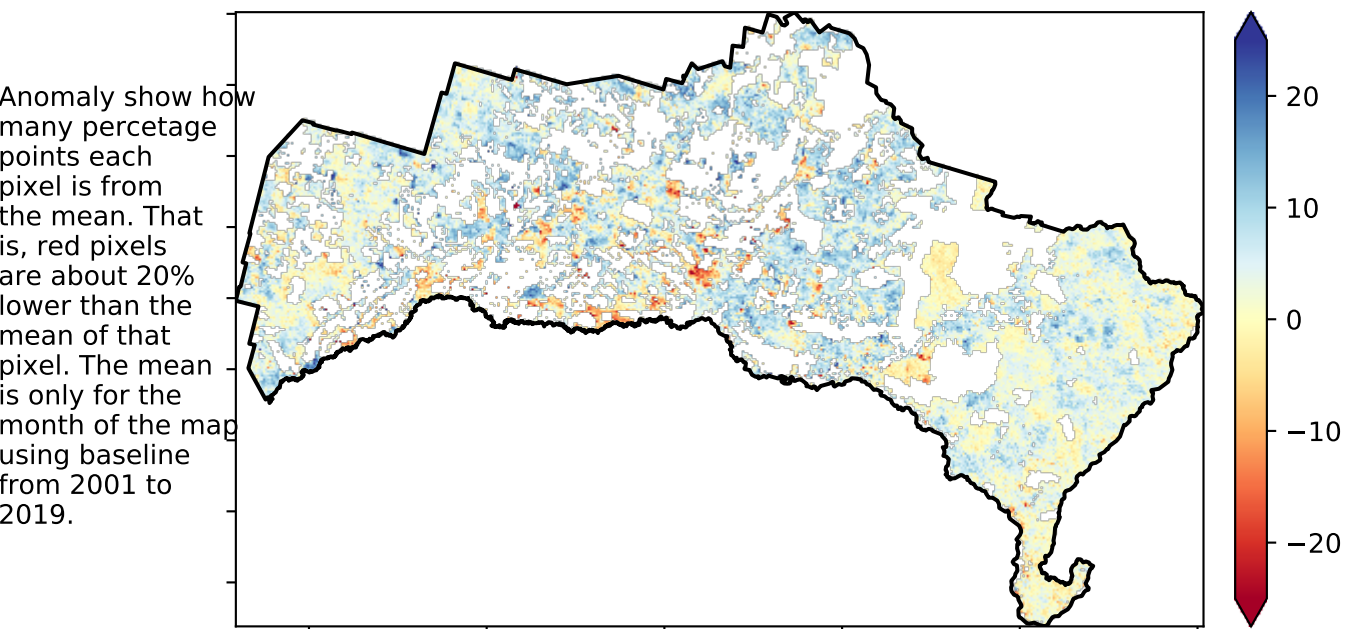 Anomaly show how
many percetage
points each
pixel is from
the mean. That
is, red pixels
are about 20%
lower than the
mean of that
pixel. The mean
is only for the
month of the map
using baseline
from 2001 to
2019.
20
10
0
−10
−20